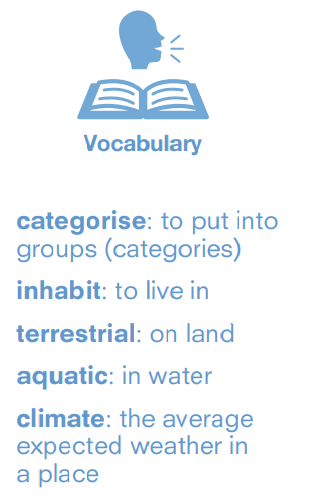 Vocabulary
categorise: to put into
groups (categories)
inhabit: to live in
terrestrial: on land
aquatic: in water
climate: the average
expected weather in
a place